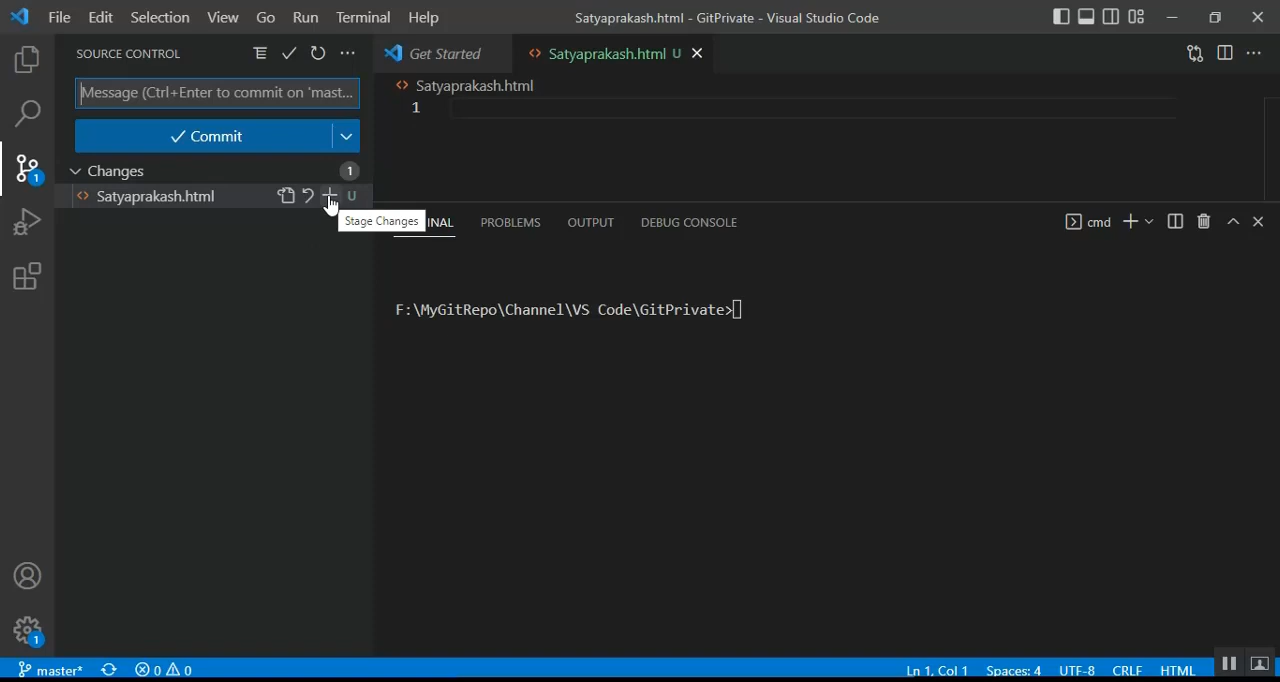 File Edit Selection View Go Run Terminal Help
Satyaprakash.html - GitPrivate - Visual Studio Code
SOURCE CONTROL
Get Started
Satyaprakash.html U
Satyaprakash.html
Message (Ctrl+Enter to commit on 'mast...
1
Commit
Changes 1
Satyaprakash.html U
Stage Changes
INAL PROBLEMS OUTPUT DEBUG CONSOLE
cmd
1
F:\MyGitRepo\Channel\VS Code\GitPrivate>
1
master* 0 0
Ln 1, Col 1 Spaces: 4 UTF-8 CRLF HTML